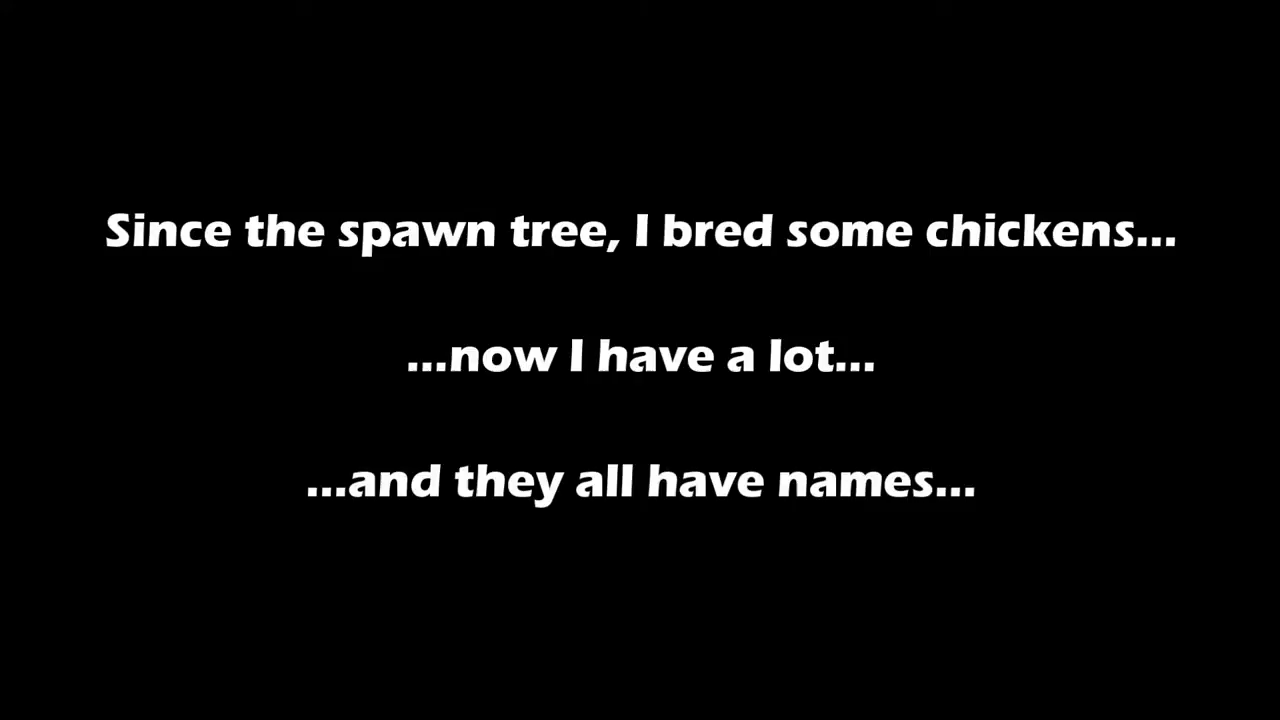 Since the spawn tree, I bred some chickens...
...now I have a lot...
...and they all have names...